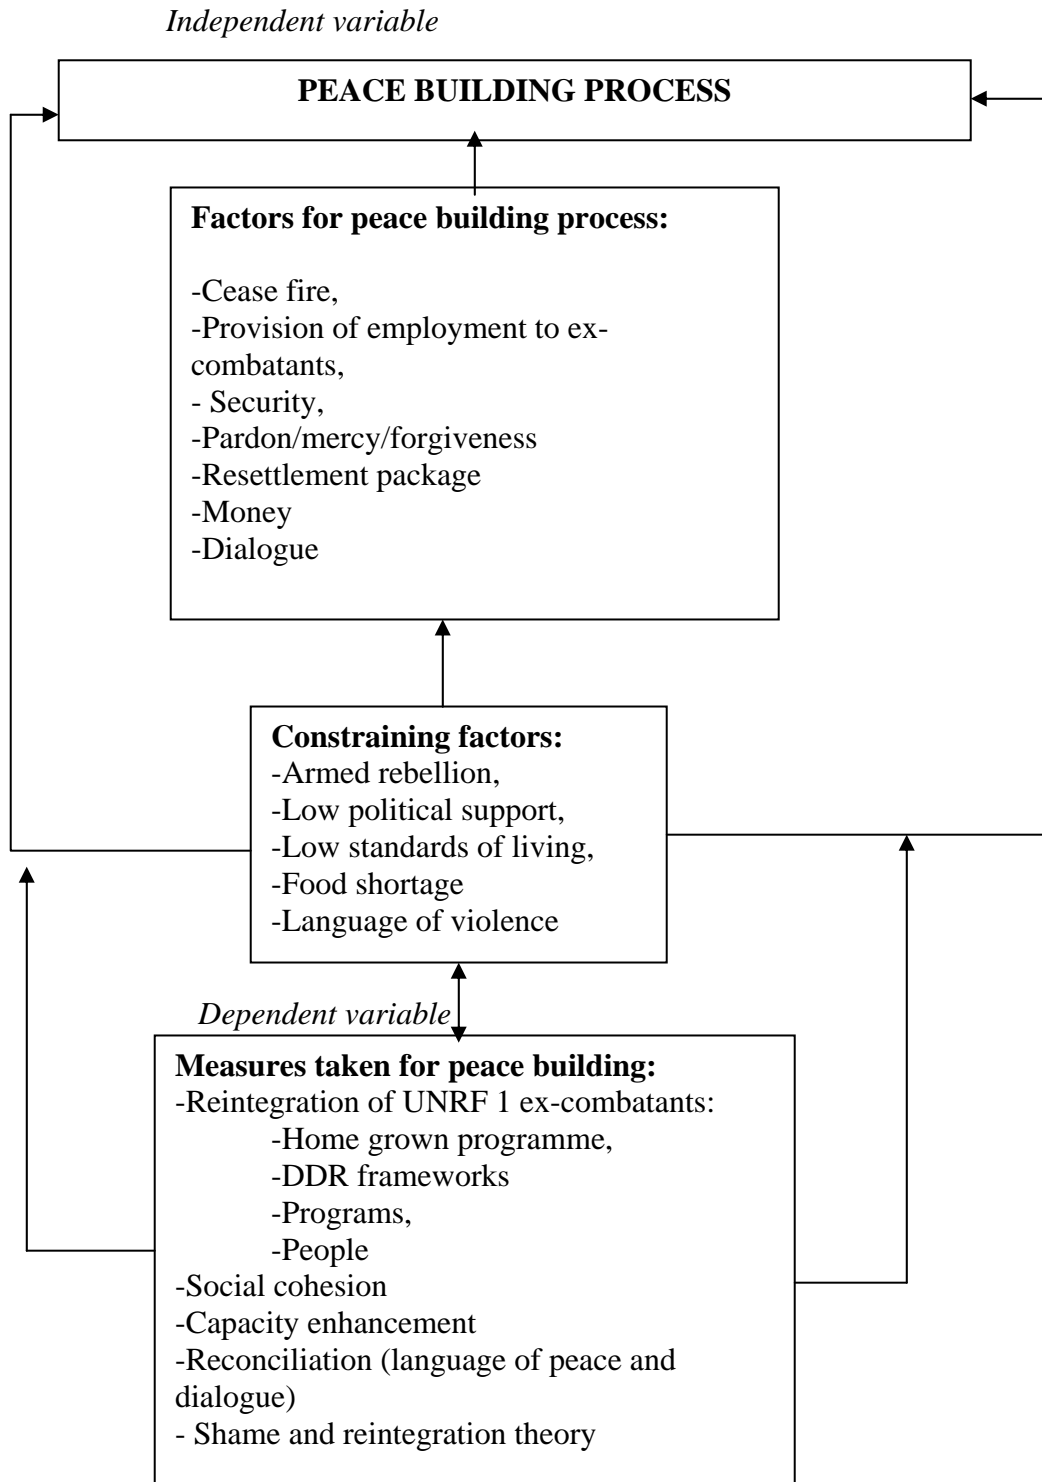 Independent variable
PEACE BUILDING PROCESS
Factors for peace building process:
-Cease fire,
-Provision of employment to ex-
combatants,
- Security,
-Pardon/mercy/forgiveness
-Resettlement package
-Money
-Dialogue
Constraining factors:
-Armed rebellion,
-Low political support,
-Low standards of living,
-Food shortage
-Language of violence
Dependent variable
Measures taken for peace building:
-Reintegration of UNRF 1 ex-combatants:
-Home grown programme,
-DDR frameworks
-Programs,
-People
-Social cohesion
-Capacity enhancement
-Reconciliation (language of peace and
dialogue)
- Shame and reintegration theory